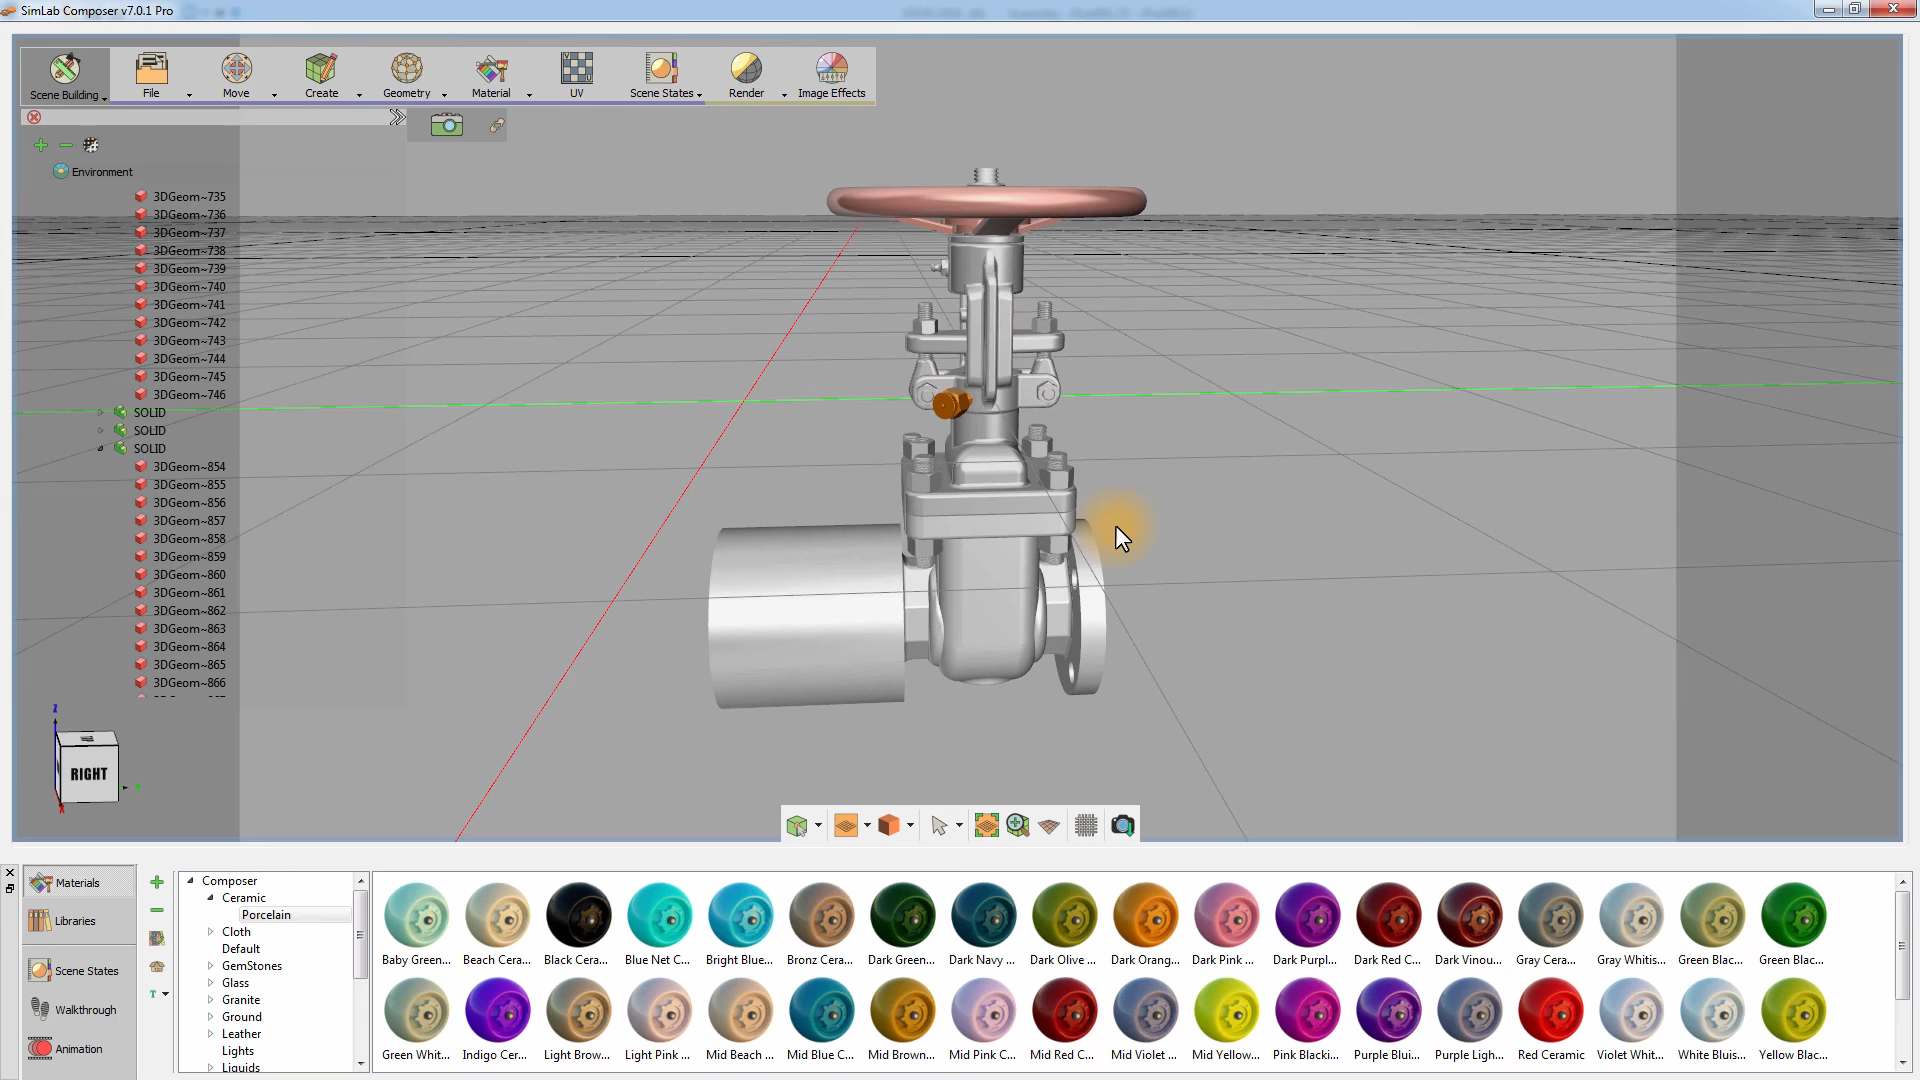 SimLab Composer v7.0.1 Pro
Scene Building
File
Move
Create
Geometry
Material
UV
Scene States
Render
Image Effects
Environment
3DGeom~735
3DGeom~736
3DGeom~737
3DGeom~738
3DGeom~739
3DGeom~740
3DGeom~741
3DGeom~742
3DGeom~743
3DGeom~744
3DGeom~745
3DGeom~746
SOLID
SOLID
SOLID
3DGeom~854
3DGeom~855
3DGeom~856
3DGeom~857
3DGeom~858
3DGeom~859
3DGeom~860
3DGeom~861
3DGeom~862
3DGeom~863
3DGeom~864
3DGeom~865
3DGeom~866
Z
RIGHT
X
Materials
Libraries
Scene States
Walkthrough
Animation
Composer
Ceramic
Porcelain
Cloth
Default
GemStones
Glass
Granite
Ground
Leather
Lights
Liquids
Baby Green... Beach Cera... Black Cera... Blue Net C... Bright Blue... Bronz Cera... Dark Green... Dark Navy ... Dark Olive ... Dark Orang... Dark Pink ... Dark Purpl... Dark Red C... Dark Vinou... Gray Cera... Gray Whitis... Green Blac... Green Blac...
Green Whit... Indigo Cer... Light Brow... Light Pink ... Mid Beach ... Mid Blue C... Mid Brown... Mid Pink C... Mid Red C... Mid Violet ... Mid Yellow... Pink Blacki... Purple Blui... Purple Ligh... Red Ceramic Violet Whit... White Bluis... Yellow Blac...